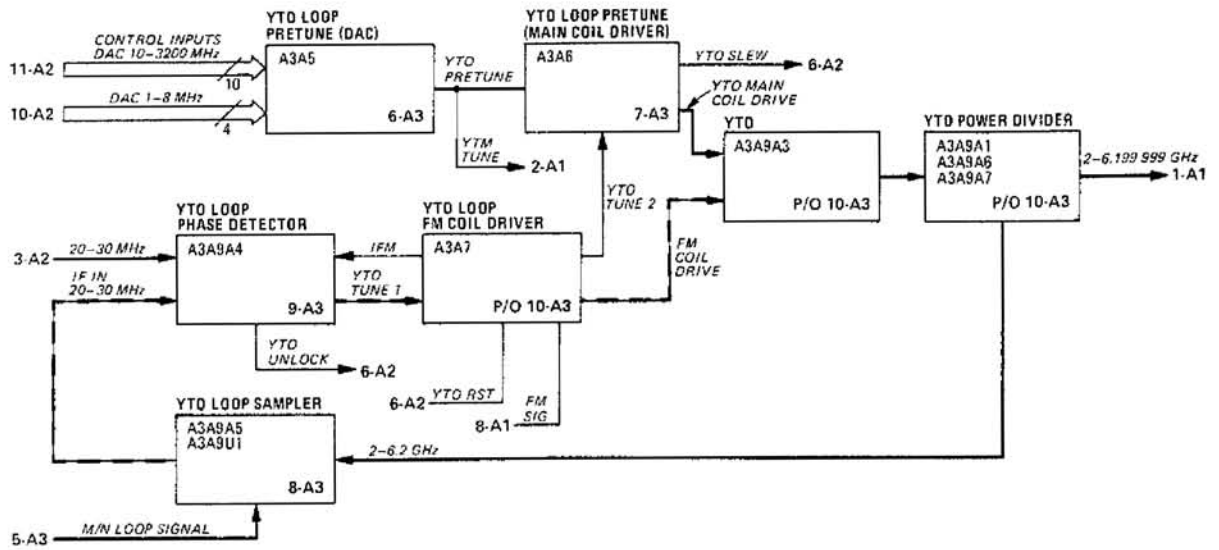 YTO LOOP
PRETUNE (DAC)
YTO LOOP PRETUNE
(MAIN COIL DRIVER)
CONTROL INPUTS
DAC 10-3200 MHz
11-A2
10
A3A5
6-A3
DAC 1-8 MHz
10-A2
4
YTO
PRETUNE
A3A6
7-A3
YTO SLEW
6-A2
YTO MAIN
COIL DRIVE
YTM
TUNE
2-A1
YTO
A3A9A3
P/O 10-A3
YTO POWER DIVIDER
A3A9A1
A3A9A6
A3A9A7
P/O 10-A3
2-6.199 999 GHz
1-A1
YTO LOOP
PHASE DETECTOR
A3A9A4
9-A3
3-A2
20-30 MHz
IF IN
20-30 MHz
IFM
YTO
TUNE 1
YTO LOOP
FM COIL DRIVER
A3A7
P/O 10-A3
YTO
TUNE 2
FM
COIL
DRIVE
YTO
UNLOCK
6-A2
6-A2
YTO RST
8-A1
FM
SIG
YTO LOOP SAMPLER
A3A9A5
A3A9U1
8-A3
2-6.2 GHz
5-A3
M/N LOOP SIGNAL